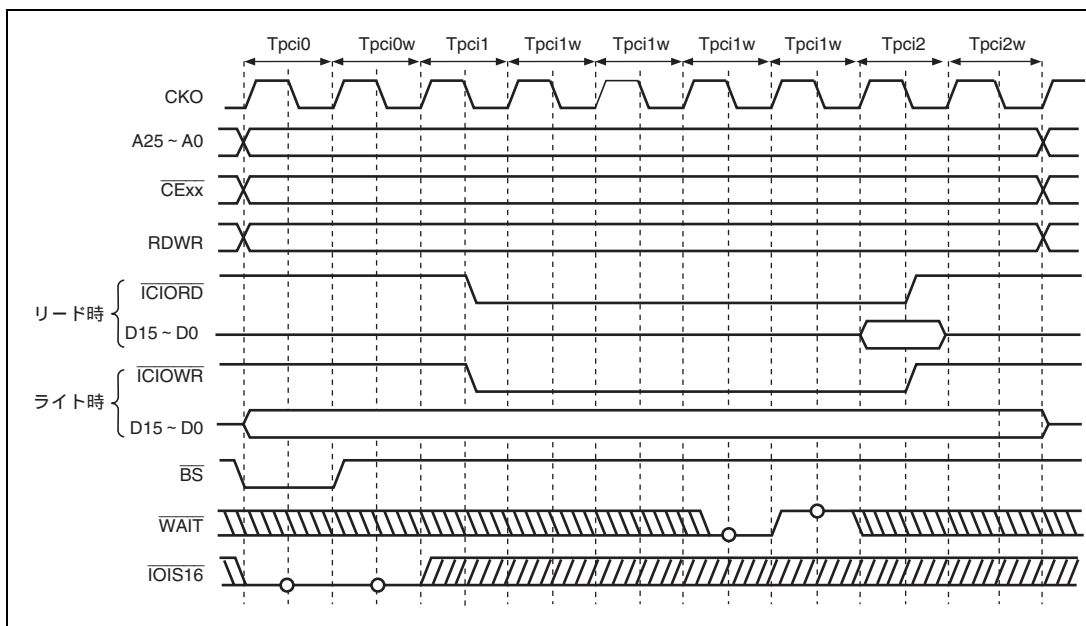 Tpci0 Tpci0w Tpci1 Tpci1w Tpci1w Tpci1w Tpci1w Tpci2 Tpci2w
CKO
A25 ~ A0
CExx
RDWR
リード時
ICIORD
D15 ~ D0
ライト時
ICIOWR
D15 ~ D0
BS
WAIT
IOIS16